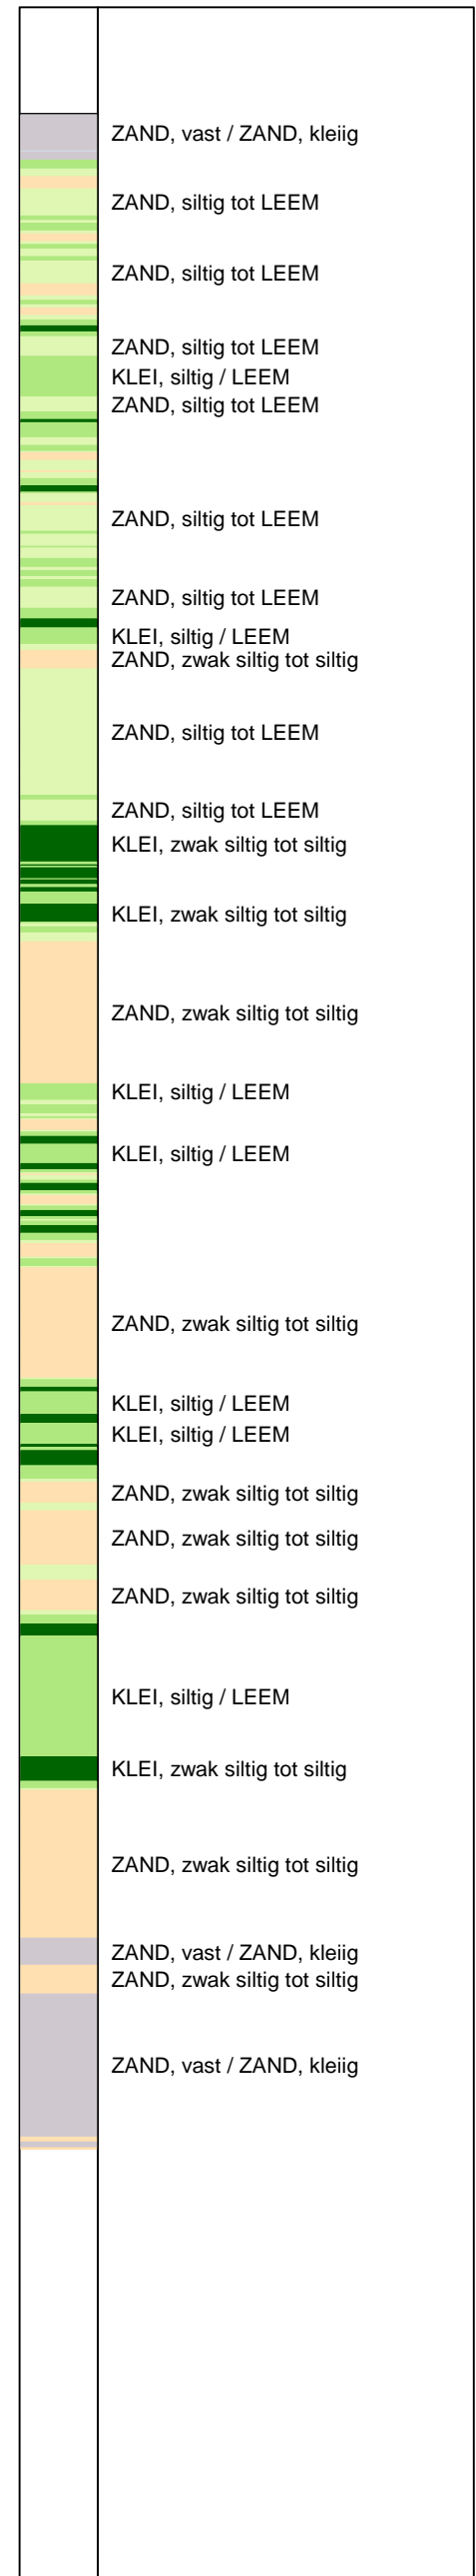 ZAND, vast / ZAND, kleiig
ZAND, siltig tot LEEM
ZAND, siltig tot LEEM
ZAND, siltig tot LEEM
KLEI, siltig / LEEM
ZAND, siltig tot LEEM
ZAND, siltig tot LEEM
ZAND, siltig tot LEEM
KLEI, siltig / LEEM
ZAND, zwak siltig tot siltig
ZAND, siltig tot LEEM
ZAND, siltig tot LEEM
KLEI, zwak siltig tot siltig
KLEI, zwak siltig tot siltig
ZAND, zwak siltig tot siltig
KLEI, siltig / LEEM
KLEI, siltig / LEEM
ZAND, zwak siltig tot siltig
KLEI, siltig / LEEM
KLEI, siltig / LEEM
ZAND, zwak siltig tot siltig
ZAND, zwak siltig tot siltig
ZAND, zwak siltig tot siltig
KLEI, siltig / LEEM
KLEI, zwak siltig tot siltig
ZAND, zwak siltig tot siltig
ZAND, vast / ZAND, kleiig
ZAND, zwak siltig tot siltig
ZAND, vast / ZAND, kleiig